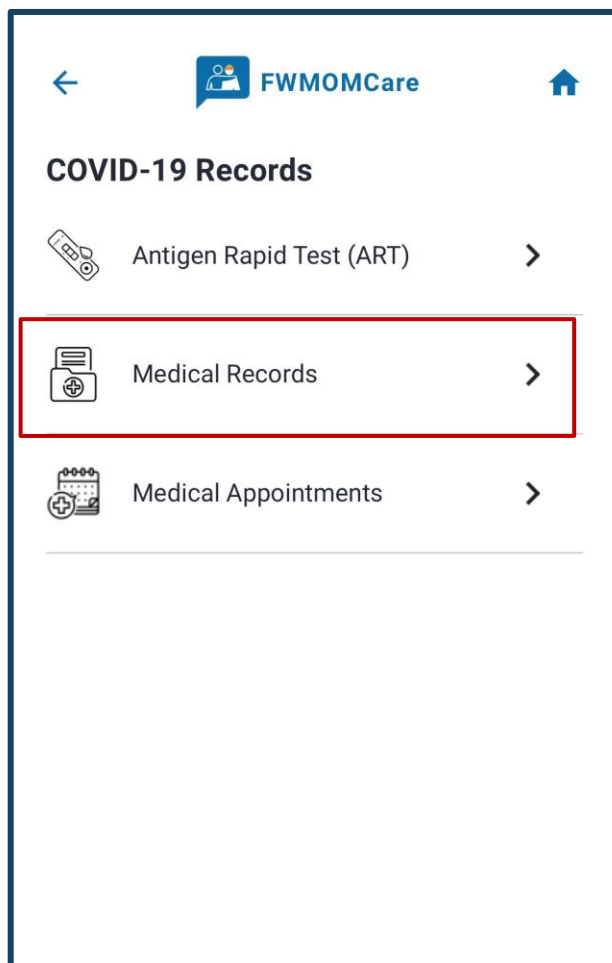 FWMOMCare
COVID-19 Records
Antigen Rapid Test (ART)
Medical Records
Medical Appointments